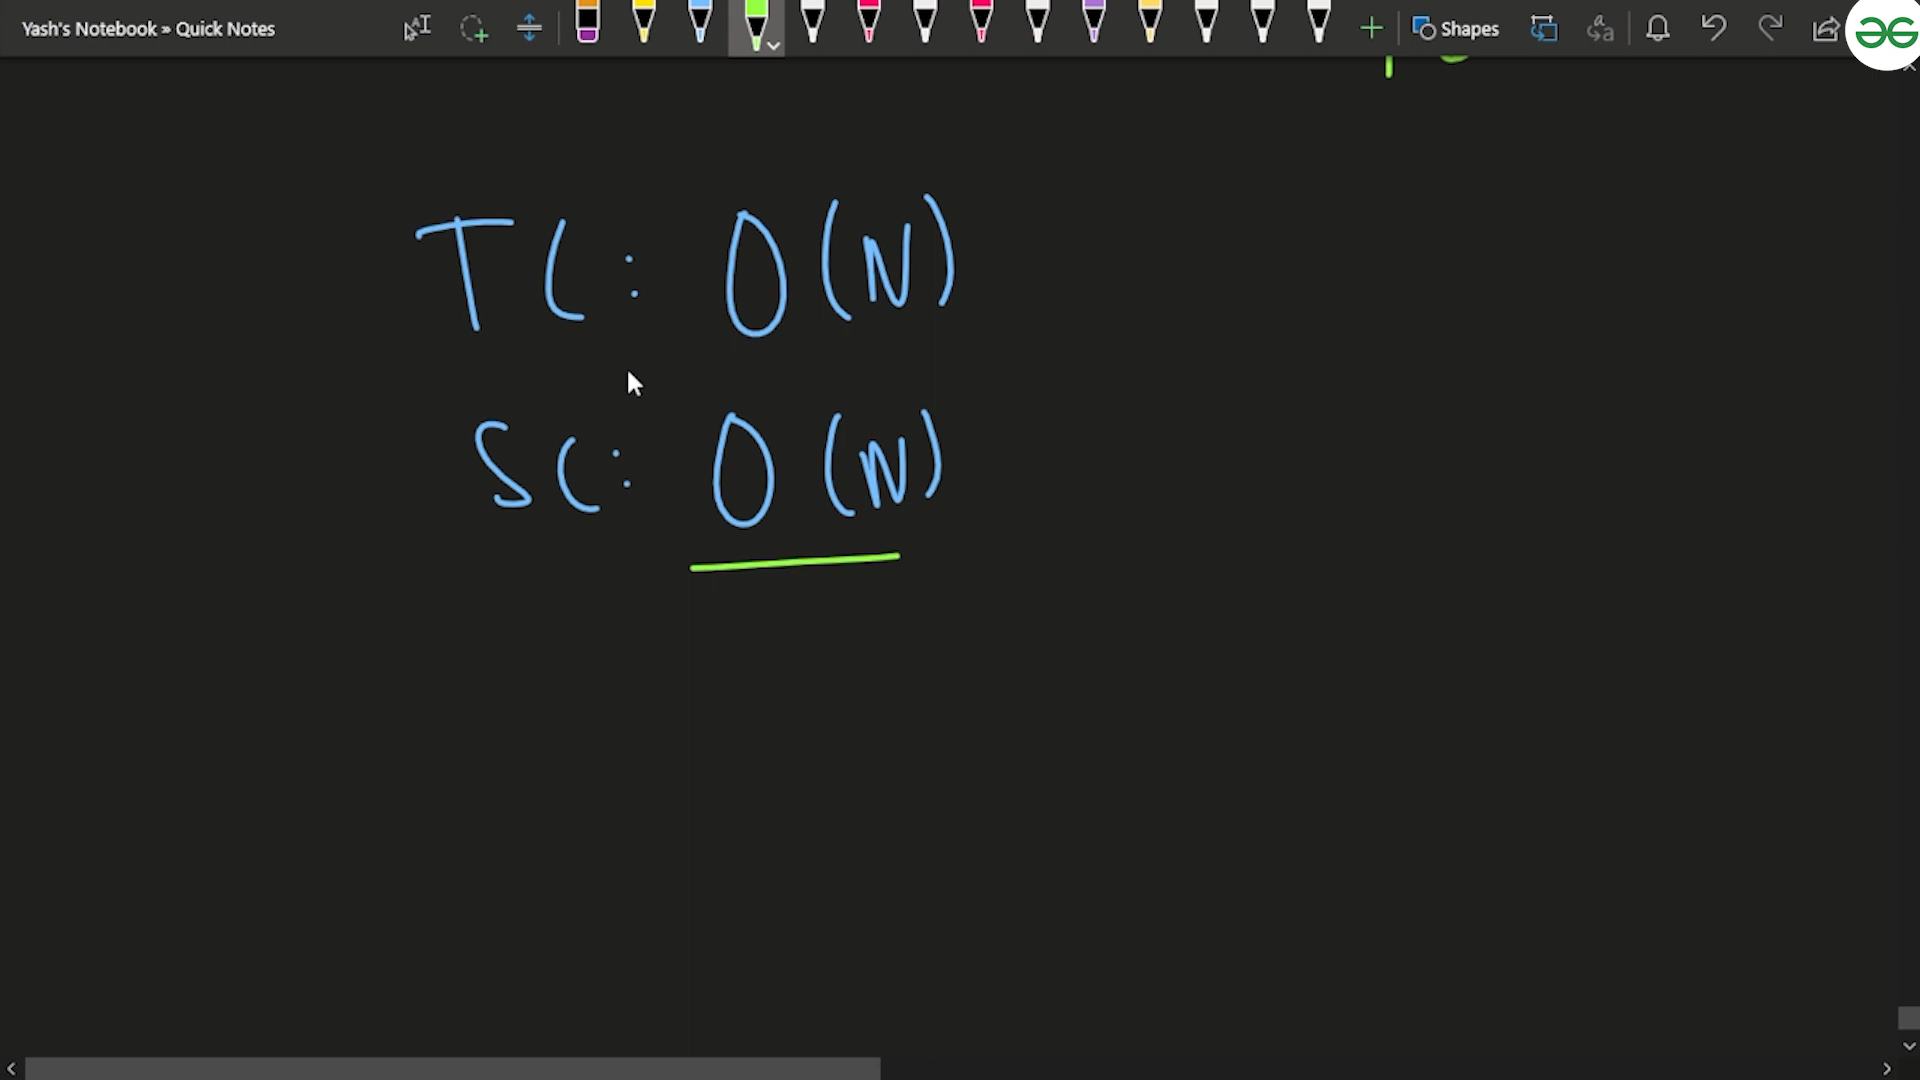 Yash's Notebook » Quick Notes
Shapes
TC: O(N)
SC: O(N)